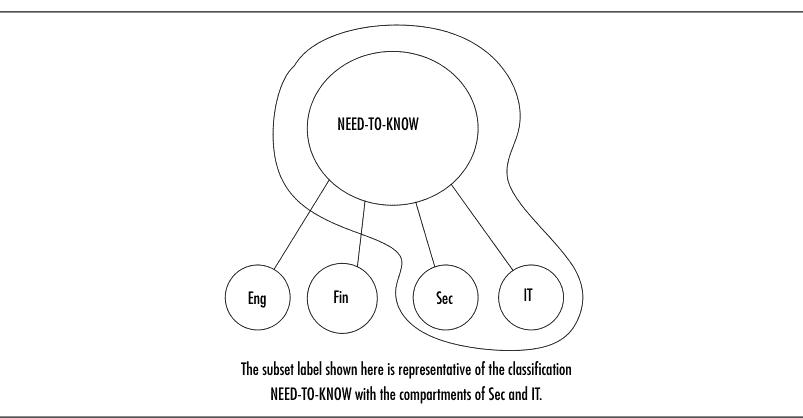 NEED-TO-KNOW
Eng
Fin
Sec
IT
The subset label shown here is representative of the classification
NEED-TO-KNOW with the compartments of Sec and IT.